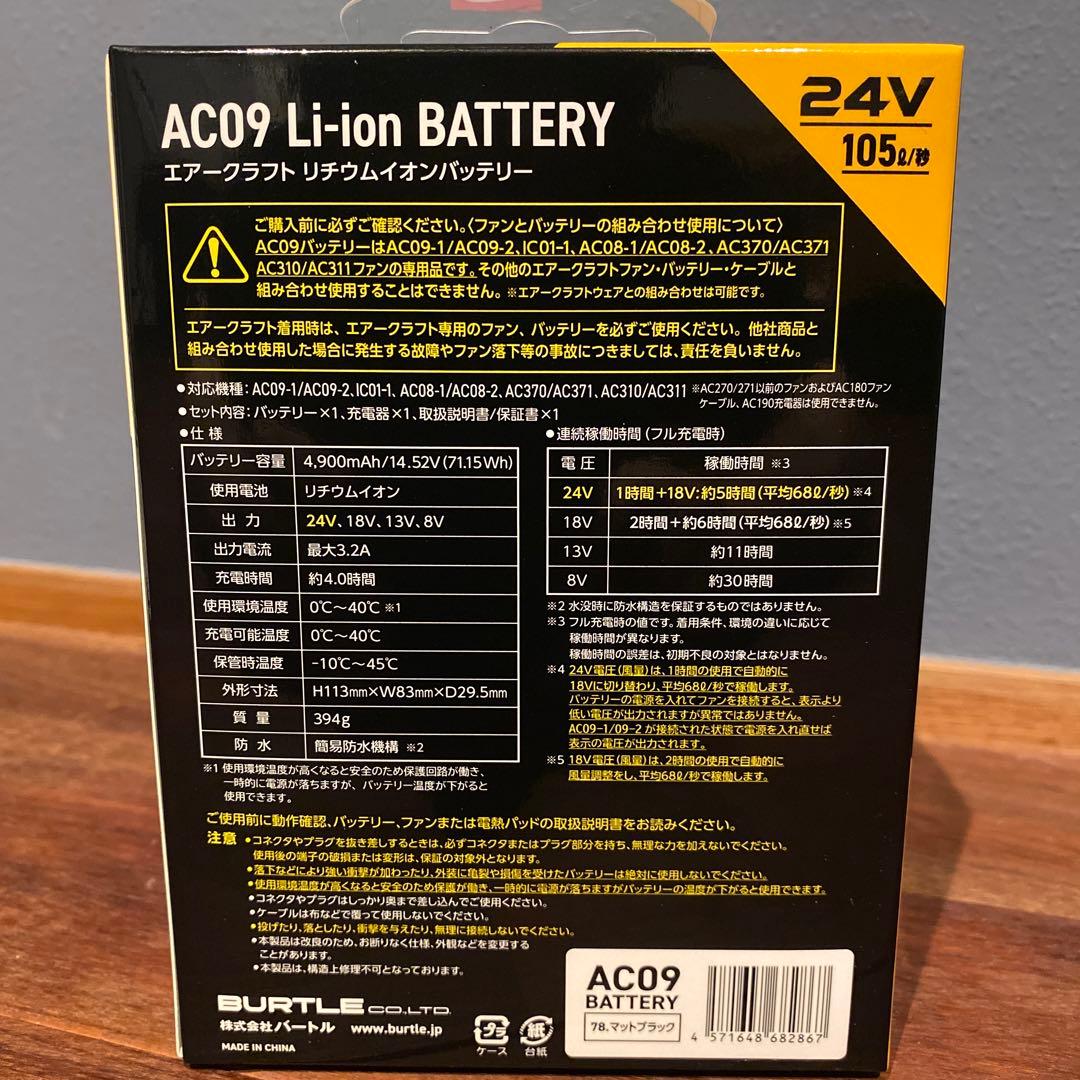 24V
105ℓ/秒
AC09 Li-ion BATTERY
エアークラフト リチウムイオンバッテリー
ご購入前に必ずご確認ください。〈ファンとバッテリーの組み合わせ使用について〉
AC09バッテリーはAC09-1/AC09-2、IC01-1、AC08-1/AC08-2、AC370/AC371
AC310/AC311ファンの専用品です。その他のエアークラフトファン・バッテリー・ケーブルと
組み合わせ使用することはできません。※エアークラフトウェアとの組み合わせは可能です。
エアークラフト着用時は、エアークラフト専用のファン、バッテリーを必ずご使用ください。他社商品と
組み合わせ使用した場合に発生する故障やファン落下等の事故につきましては、責任を負いません。
●対応機種：AC09-1/AC09-2、IC01-1、AC08-1/AC08-2、AC370/AC371、AC310/AC311 ※AC270/271以前のファンおよびAC180ファン
ケーブル、AC190充電器は使用できません。
●セット内容：バッテリー×1、充電器×1、取扱説明書/保証書×1
●仕様
バッテリー容量 4,900mAh/14.52V(71.15Wh)
使用電池 リチウムイオン
出力 24V、18V、13V、8V
出力電流 最大3.2A
充電時間 約4.0時間
使用環境温度 0℃〜40℃ ※1
充電可能温度 0℃〜40℃
保管時温度 -10℃〜45℃
外形寸法 H113mm×W83mm×D29.5mm
質量 394g
防水 簡易防水機構 ※2
※1 使用環境温度が高くなると安全のため保護回路が働き、
一時的に電源が落ちますが、バッテリー温度が下がると
使用できます。
●連続稼働時間（フル充電時）
電圧 稼働時間 ※3
24V 1時間＋18V：約5時間(平均68ℓ/秒)※4
18V 2時間＋約6時間(平均68ℓ/秒)※5
13V 約11時間
8V 約30時間
※2 水没時に防水構造を保証するものではありません。
※3 フル充電時の値です。着用条件、環境の違いに応じて
稼働時間が異なります。
稼働時間の誤差は、初期不良の対象とはなりません。
※4 24V電圧(風量)は、1時間の使用で自動的に
18Vに切り替わり、平均68ℓ/秒で稼働します。
バッテリーの電源を入れてファンを接続すると、表示より
低い電圧が出力されますが異常ではありません。
AC09-1/09-2 が接続された状態で電源を入れ直せば
表示の電圧が出力されます。
※5 18V電圧(風量)は、2時間の使用で自動的に
風量調整をし、平均68ℓ/秒で稼働します。
ご使用前に動作確認、バッテリー、ファンまたは電熱パッドの取扱説明書をお読みください。
注意 ●コネクタやプラグを抜き差しするときは、必ずコネクタまたはプラグ部分を持ち、無理な力を加えないでください。
使用後の端子の破損または変形は、保証の対象外となります。
●落下などにより強い衝撃が加わったり、外装に亀裂や損傷を受けたバッテリーは絶対に使用しないでください。
●使用環境温度が高くなると安全のため保護が働き、一時的に電源が落ちますがバッテリーの温度が下がると使用できます。
●コネクタやプラグはしっかり奥まで差し込んでご使用ください。
●ケーブルは布などで覆って使用しないでください。
●投げたり、落としたり、衝撃を与えたり、無理に接続しないでください。
●本製品は改良のため、お断りなく仕様、外観などを変更する
ことがあります。
●本製品は、構造上修理不可となっております。
BURTLE CO.,LTD.
株式会社バートル www.burtle.jp
MADE IN CHINA
プラ
ケース
紙
台紙
AC09
BATTERY
78.マットブラック
4 571648 682867